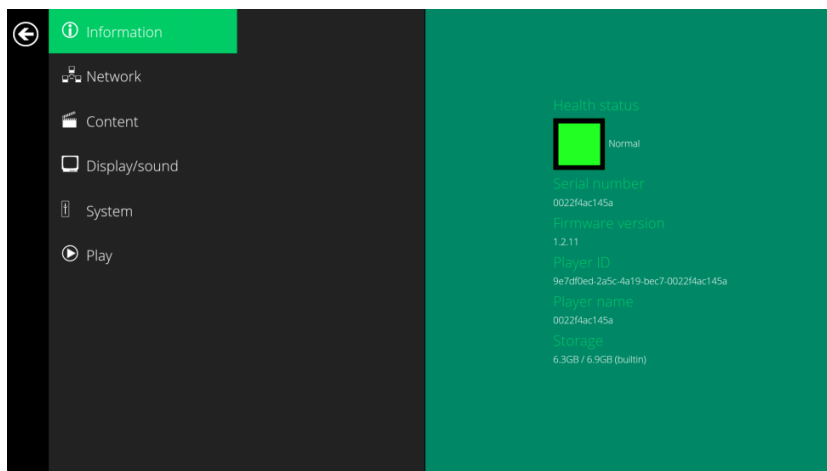 Information
Network
Content
Display/sound
System
Play
Health status
Normal
Serial number
0022f4ac145a
Firmware version
1.2.11
Player ID
9e7df0ed-2a5c-4a19-bec7-0022f4ac145a
Player name
0022f4ac145a
Storage
6.3GB / 6.9GB (builtin)